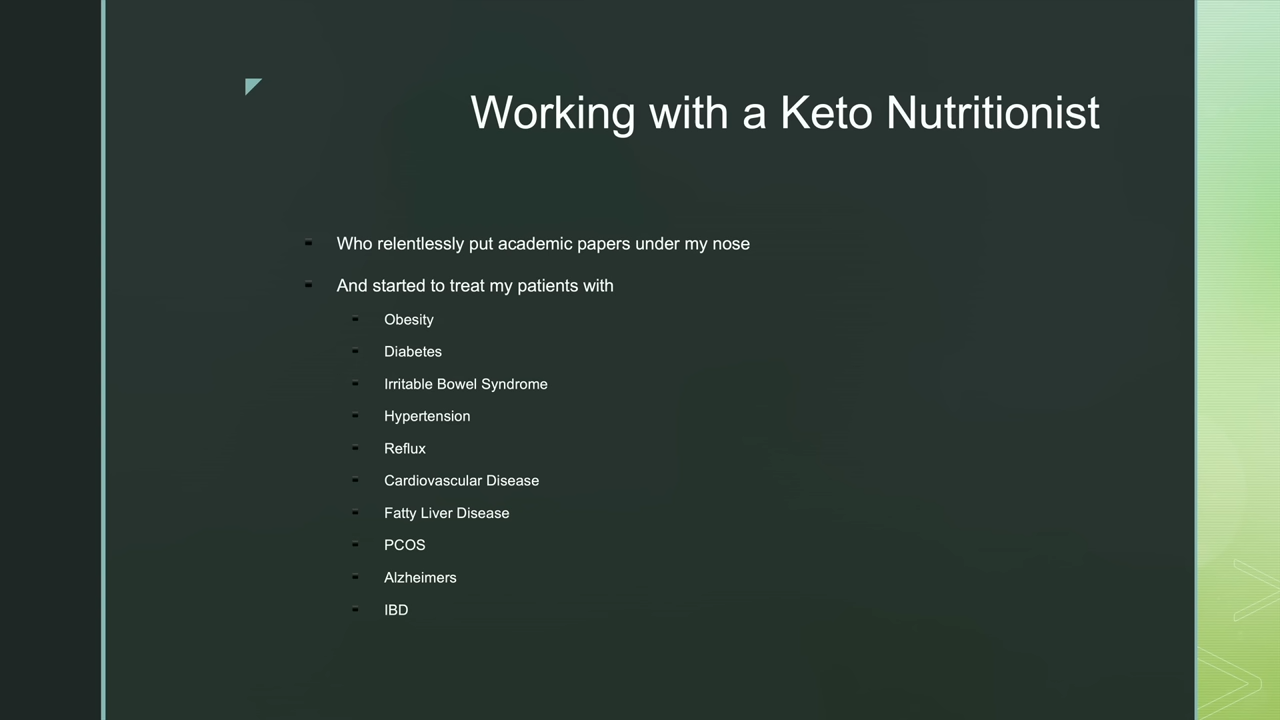 Working with a Keto Nutritionist
Who relentlessly put academic papers under my nose
And started to treat my patients with
Obesity
Diabetes
Irritable Bowel Syndrome
Hypertension
Reflux
Cardiovascular Disease
Fatty Liver Disease
PCOS
Alzheimers
IBD